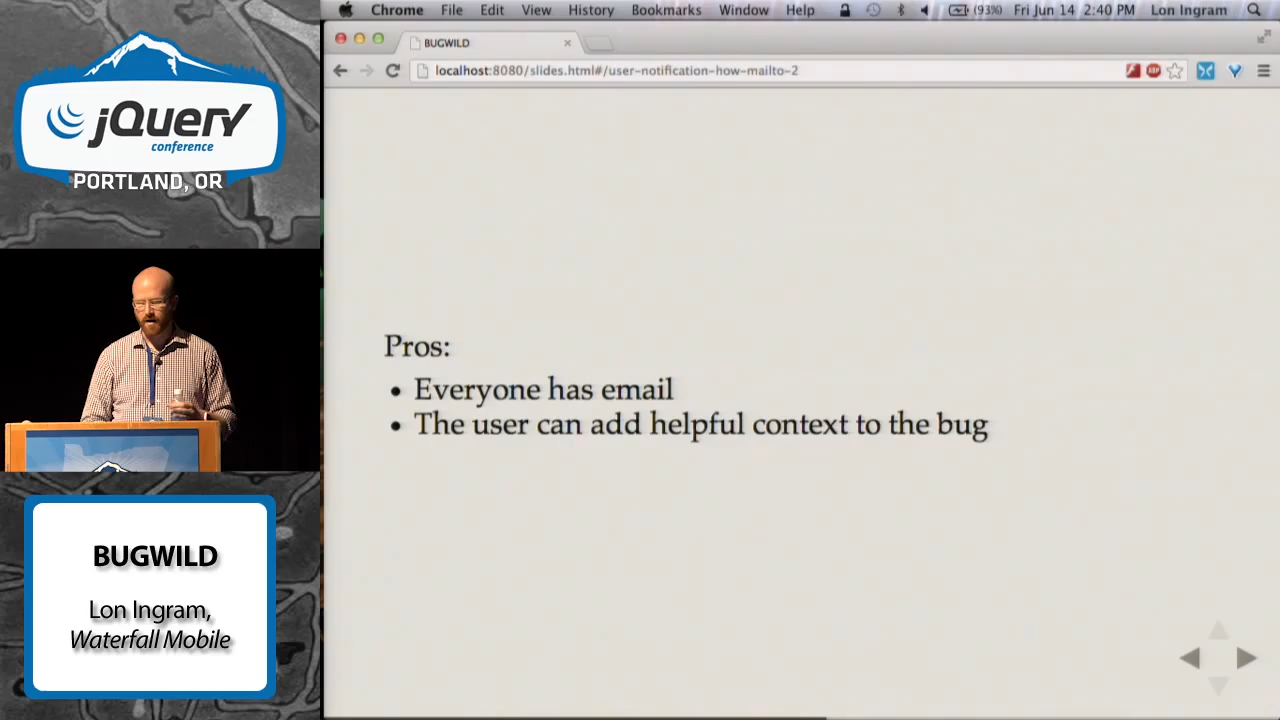 jQuery
conference
PORTLAND, OR
BUGWILD
Lon Ingram,
Waterfall Mobile
Chrome File Edit View History Bookmarks Window Help (93%) Fri Jun 14 2:40 PM Lon Ingram
BUGWILD
localhost:8080/slides.html#/user-notification-how-mailto-2
Pros:
• Everyone has email
• The user can add helpful context to the bug